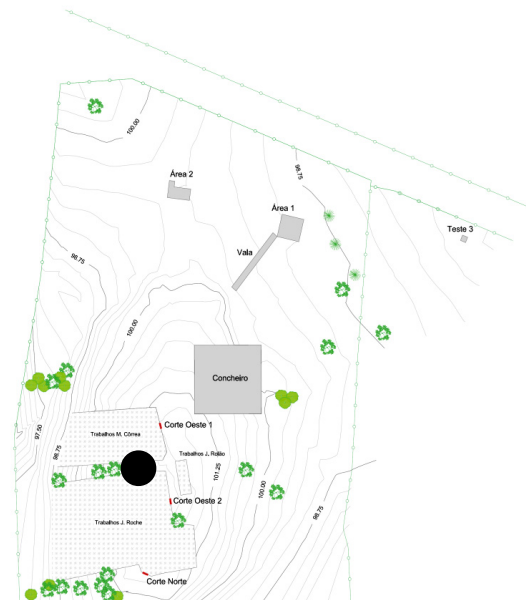 100.00
98.75
Área 2
Área 1
Teste 3
Vala
98.75
100.00
Concheiro
97.50
98.75
Corte Oeste 1
Trabalhos M. Côrrea
Trabalhos J. Rolão
101.25
100.00
Corte Oeste 2
98.75
Trabalhos J. Roche
Corte Norte